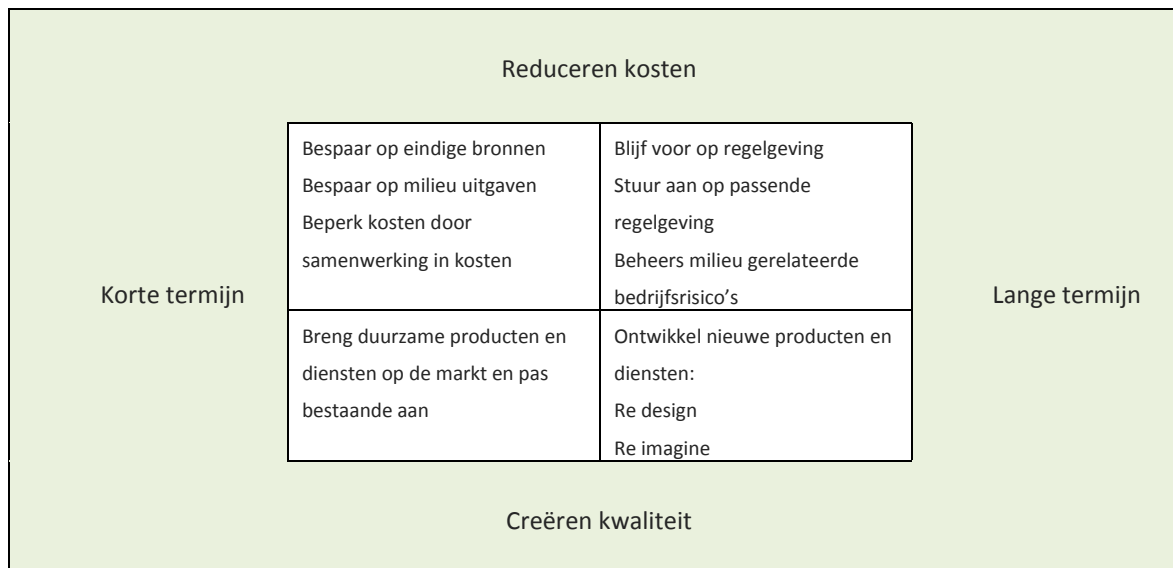 Reduceren kosten
Korte termijn
Bespaar op eindige bronnen
Bespaar op milieu uitgaven
Beperk kosten door
samenwerking in kosten
Blijf voor op regelgeving
Stuur aan op passende
regelgeving
Beheers milieu gerelateerde
bedrijfsrisico's
Lange termijn
Breng duurzame producten en
diensten op de markt en pas
bestaande aan
Ontwikkel nieuwe producten en
diensten:
Re design
Re imagine
Creëren kwaliteit